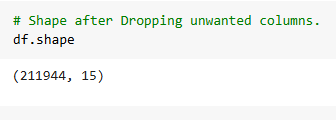 # Shape after Dropping unwanted columns.
df.shape
(211944, 15)